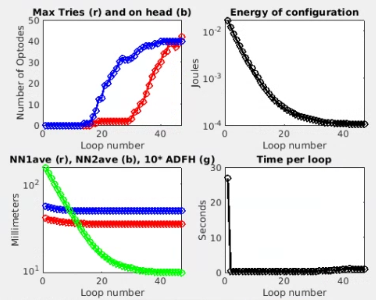 Max Tries (r) and on head (b)
Number of Optodes
50
40
30
20
10
0
0
20
40
Loop number
Energy of configuration
Joules
10-2
10-3
10-4
0
20
40
Loop number
NN1ave (r), NN2ave (b), 10* ADFH (g)
Millimeters
102
101
0
20
40
Loop number
Time per loop
Seconds
30
20
10
0
0
20
40
Loop number